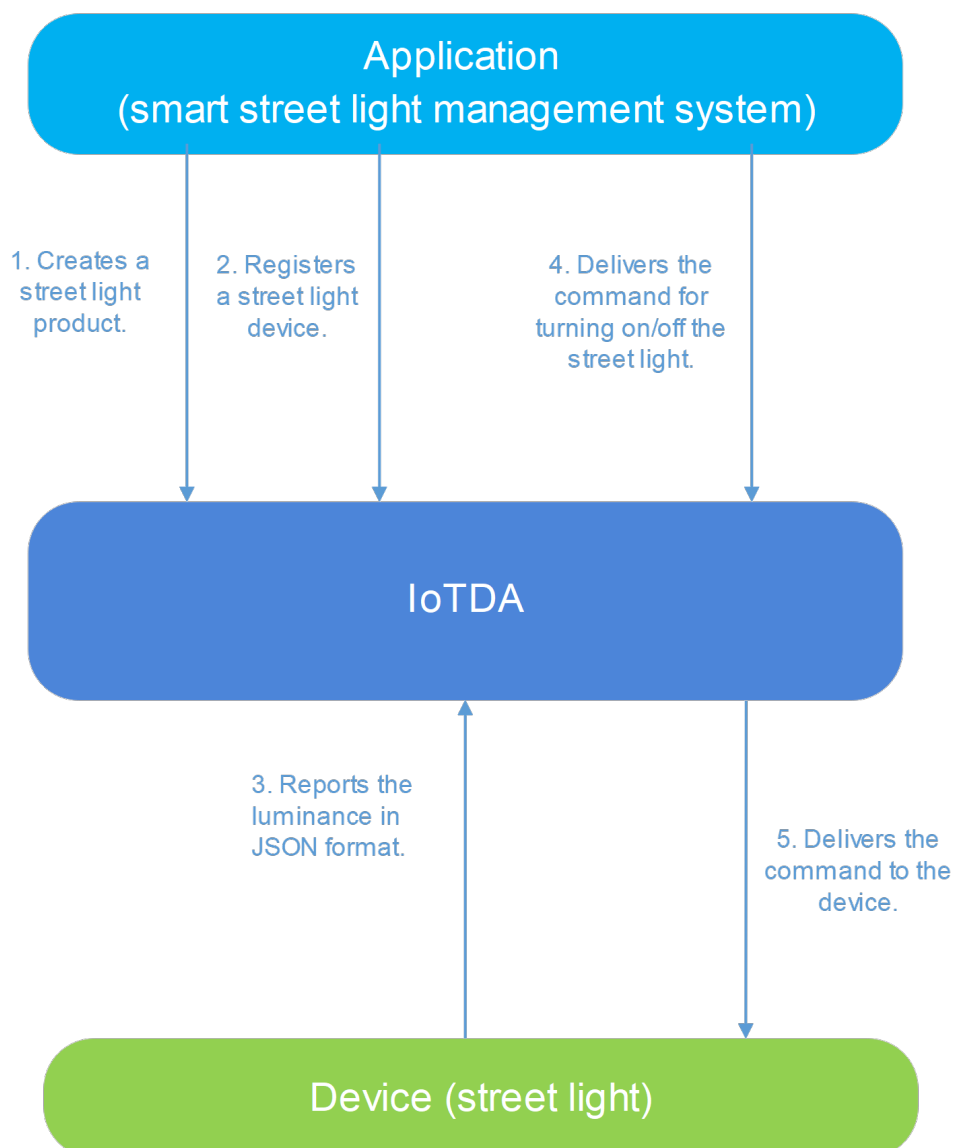 Application
(smart street light management system)
1. Creates a
street light
product.
2. Registers
a street light
device.
4. Delivers the
command for
turning on/off the
street light.
IoTDA
3. Reports the
luminance in
JSON format.
5. Delivers the
command to the
device.
Device (street light)